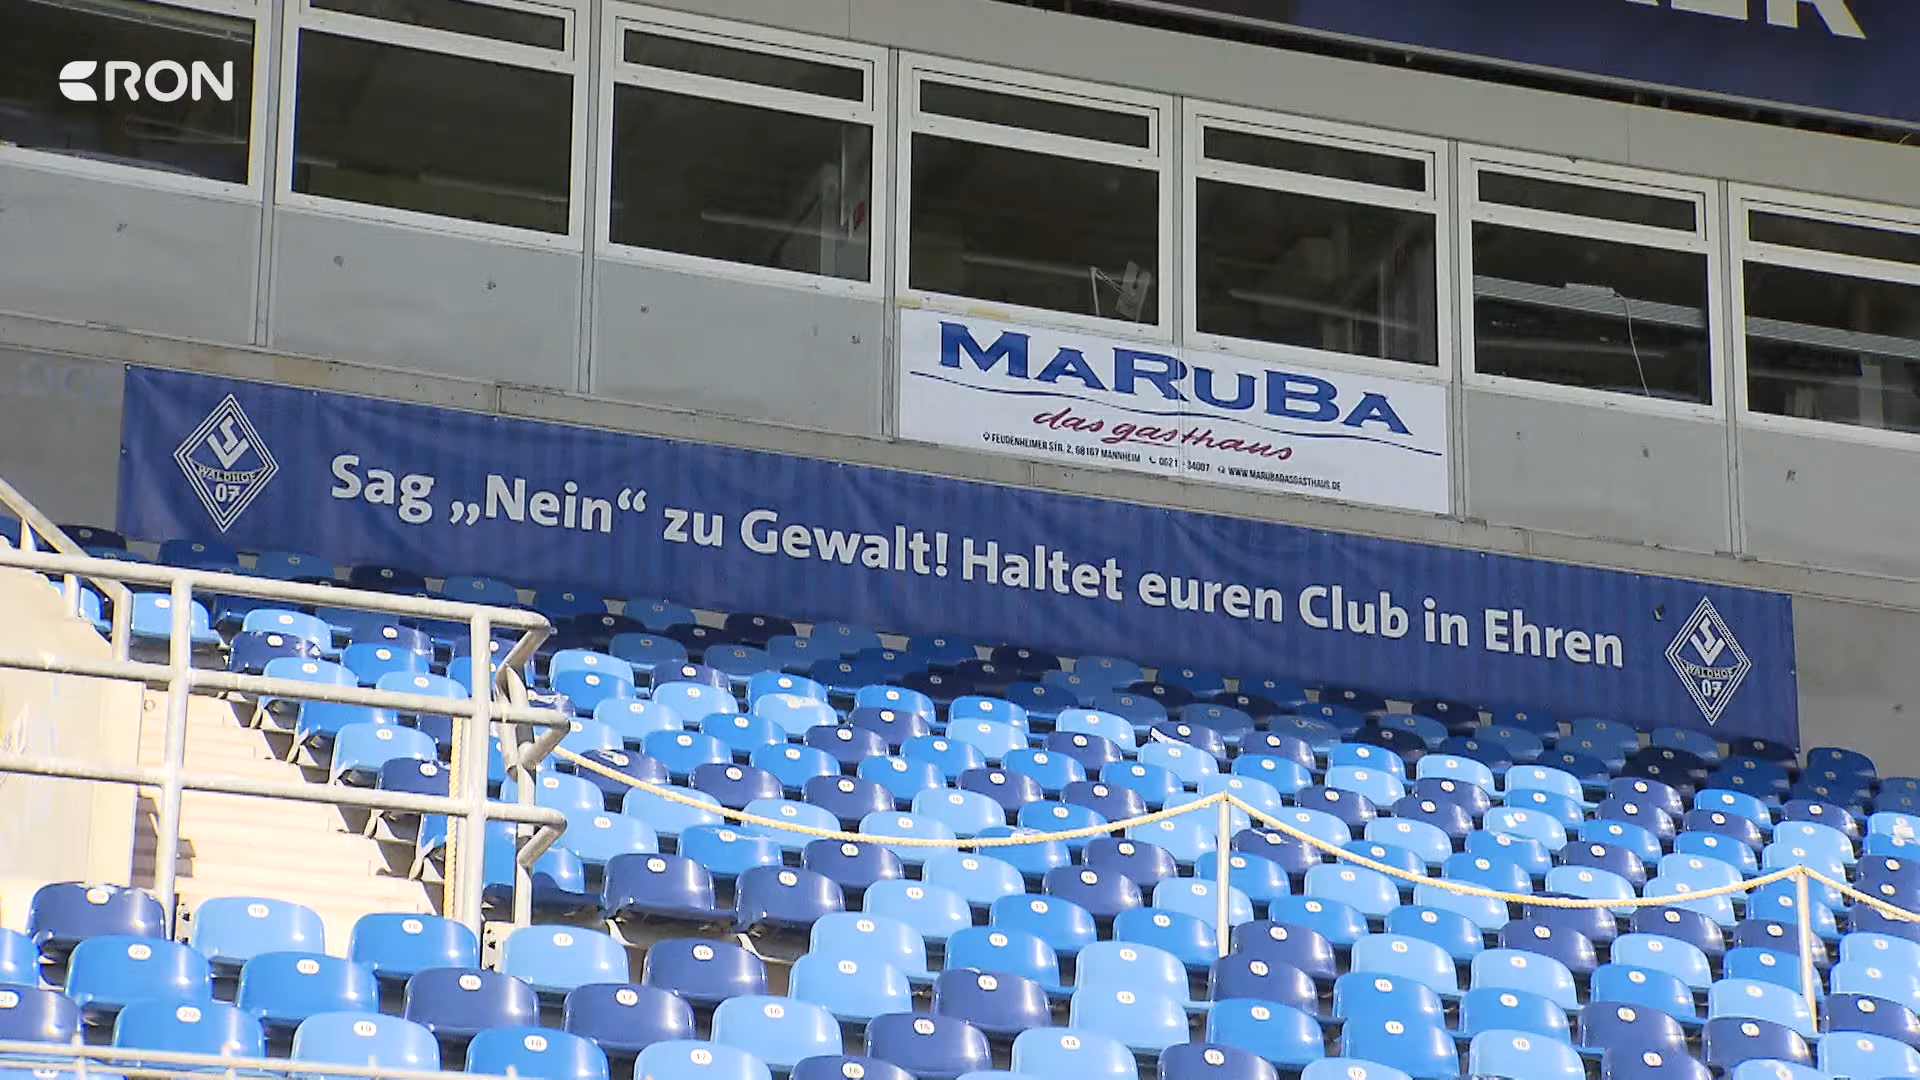 RON
MARUBA
das gasthaus
FEUDENHEIMER STR. 2, 68167 MANNHEIM 0621 - 34007 WWW.MARUBADASGASTHAUS.DE
WALDHOF
07
Sag „Nein“ zu Gewalt! Haltet euren Club in Ehren
WALDHOF
07